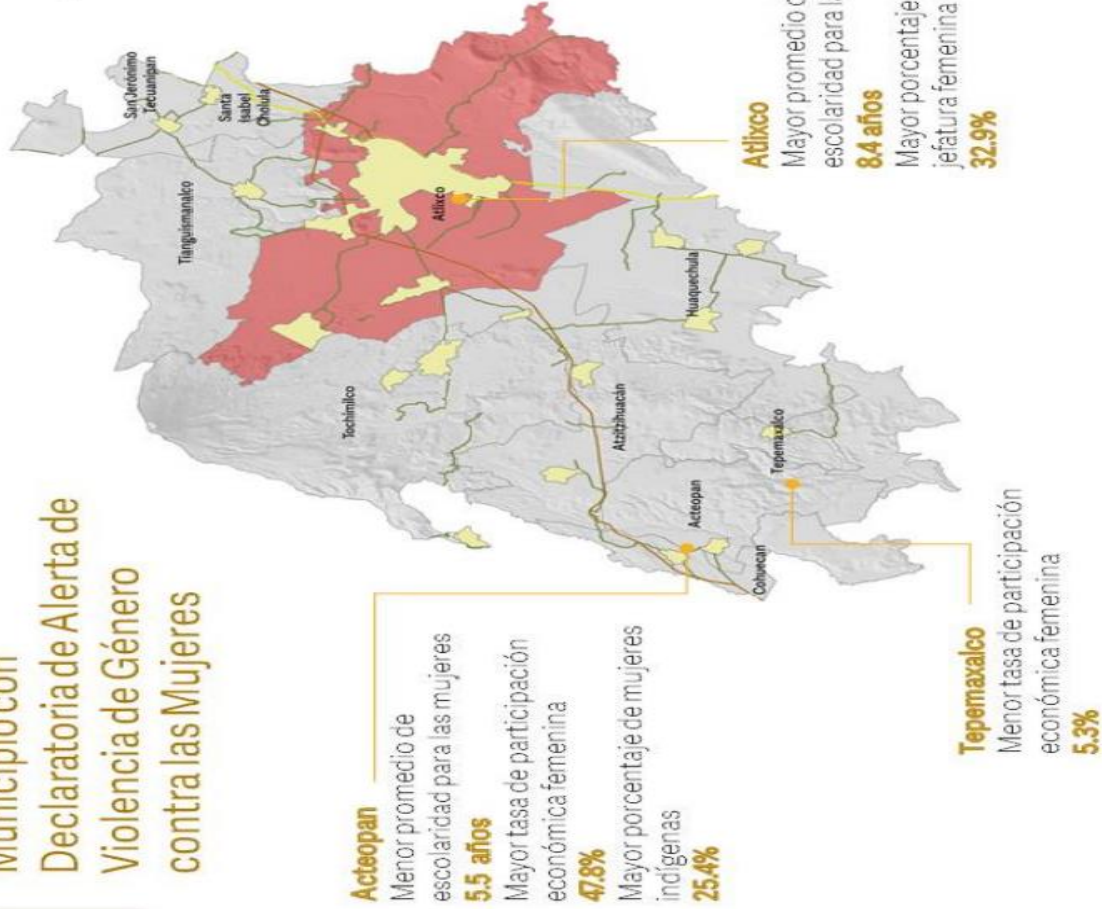 Declaratoria de Alerta de
Violencia de Género
contra las Mujeres
Acteopan
Menor promedio de
escolaridad para las mujeres
5.5 años
Mayor tasa de participación
económica femenina
47.8%
Mayor porcentaje de mujeres
indígenas
25.4%
Tepemaxalco
Menor tasa de participación
económica femenina
5.3%
Atlixco
Mayor promedio
escolaridad para
8.4 años
Mayor porcentaje
jefatura femenina
32.9%
San Jerónimo
Tecuanipan
Santa
Isabel
Cholula
Tianguismanalco
Atlixco
Tochimilco
Huaquechula
Atzitzihuacán
Tepemaxalco
Acteopan
Cohuecan